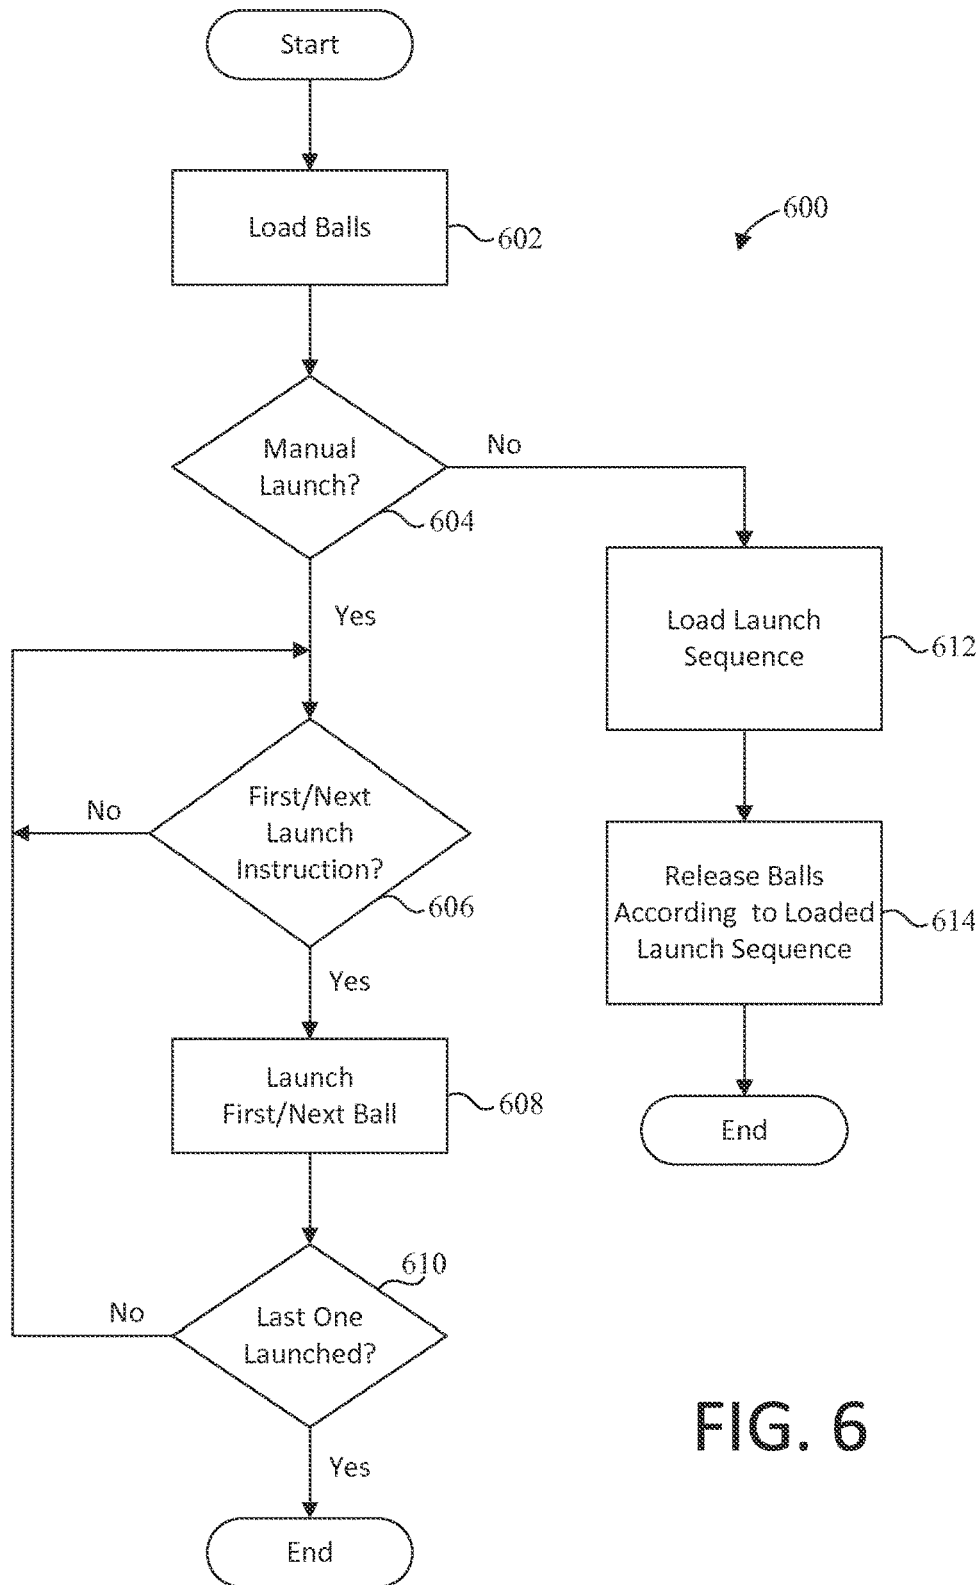 Start
Load Balls
602
600
Manual
Launch?
604
No
Yes
Load Launch
Sequence
612
First/Next
Launch
Instruction?
606
No
Yes
Release Balls
According to Loaded
Launch Sequence
614
Launch
First/Next Ball
608
End
610
Last One
Launched?
No
Yes
End
FIG. 6